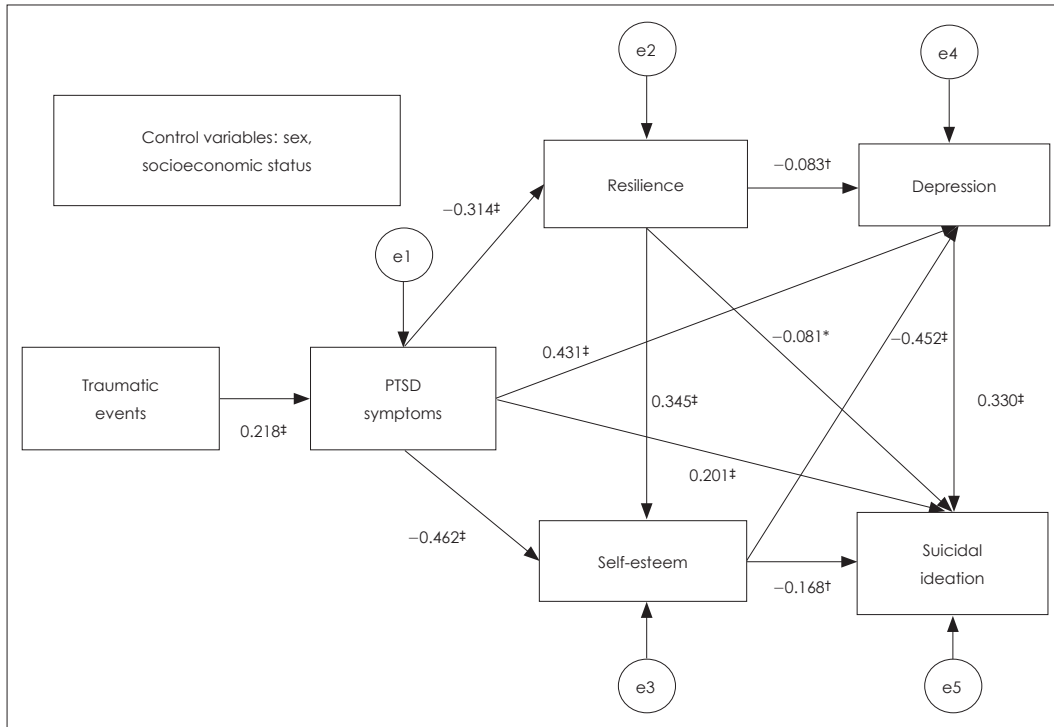 e2
e4
Control variables: sex,
socioeconomic status
Resilience
−0.083†
Depression
−0.314‡
e1
Traumatic
events
0.218‡
PTSD
symptoms
0.431‡
−0.081*
−0.452‡
0.345‡
0.330‡
0.201‡
−0.462‡
Self-esteem
−0.168†
Suicidal
ideation
e3
e5